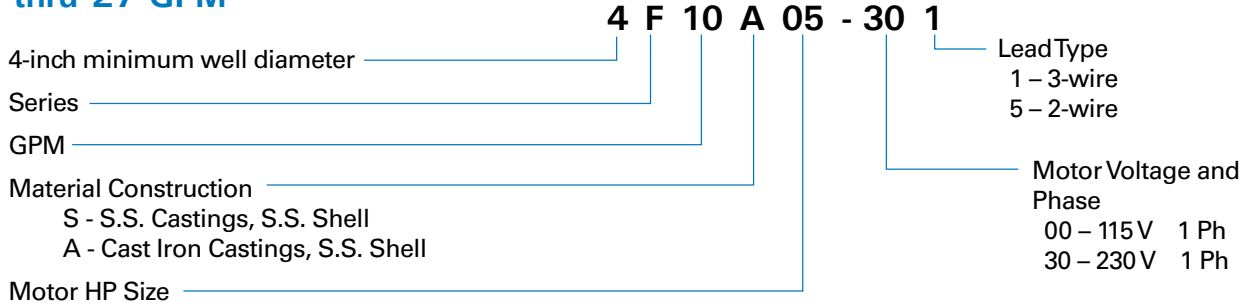 thru 27 GPM
4 F 10 A 05 - 30 1
4-inch minimum well diameter
Series
GPM
Material Construction
S - S.S. Castings, S.S. Shell
A - Cast Iron Castings, S.S. Shell
Motor HP Size
Lead Type
1 – 3-wire
5 – 2-wire
Motor Voltage and
Phase
00 – 115 V 1 Ph
30 – 230 V 1 Ph